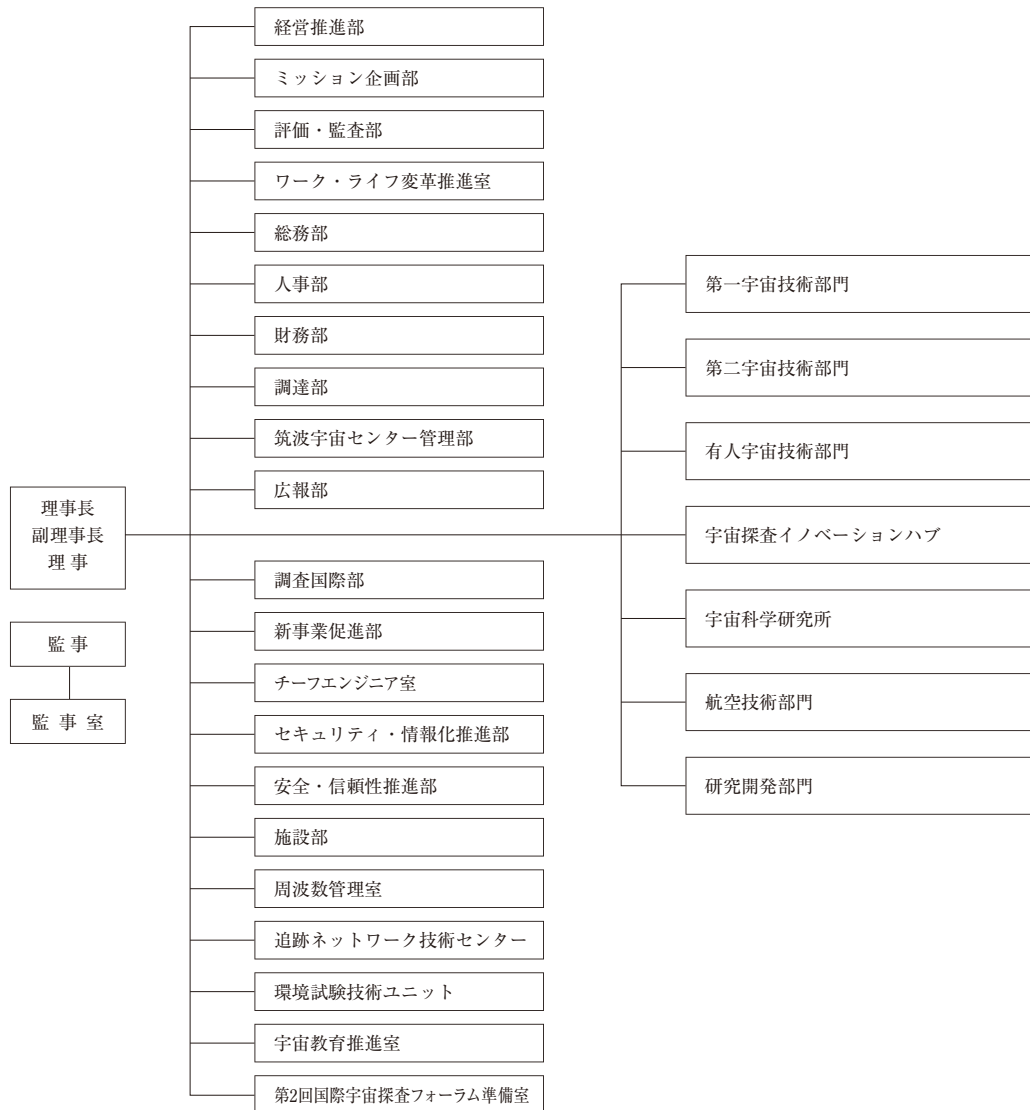 理事長
副理事長
理 事
監 事
監 事 室
経営推進部
ミッション企画部
評価・監査部
ワーク・ライフ変革推進室
総務部
人事部
財務部
調達部
筑波宇宙センター管理部
広報部
調査国際部
新事業促進部
チーフエンジニア室
セキュリティ・情報化推進部
安全・信頼性推進部
施設部
周波数管理室
追跡ネットワーク技術センター
環境試験技術ユニット
宇宙教育推進室
第2回国際宇宙探査フォーラム準備室
第一宇宙技術部門
第二宇宙技術部門
有人宇宙技術部門
宇宙探査イノベーションハブ
宇宙科学研究所
航空技術部門
研究開発部門